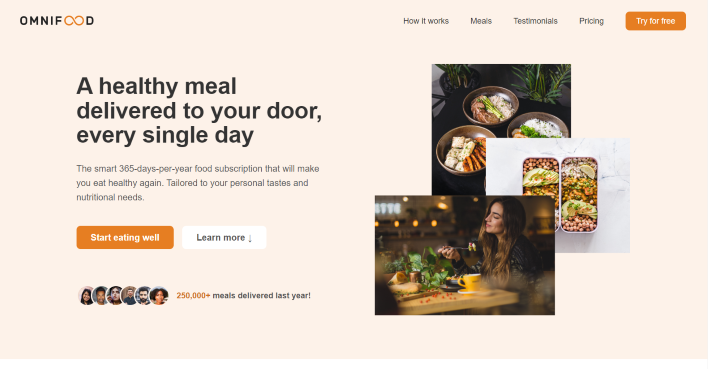 OMNIFOOD
How it works
Meals
Testimonials
Pricing
Try for free
A healthy meal
delivered to your door,
every single day
The smart 365-days-per-year food subscription that will make
you eat healthy again. Tailored to your personal tastes and
nutritional needs.
Start eating well
Learn more ↓
250,000+ meals delivered last year!